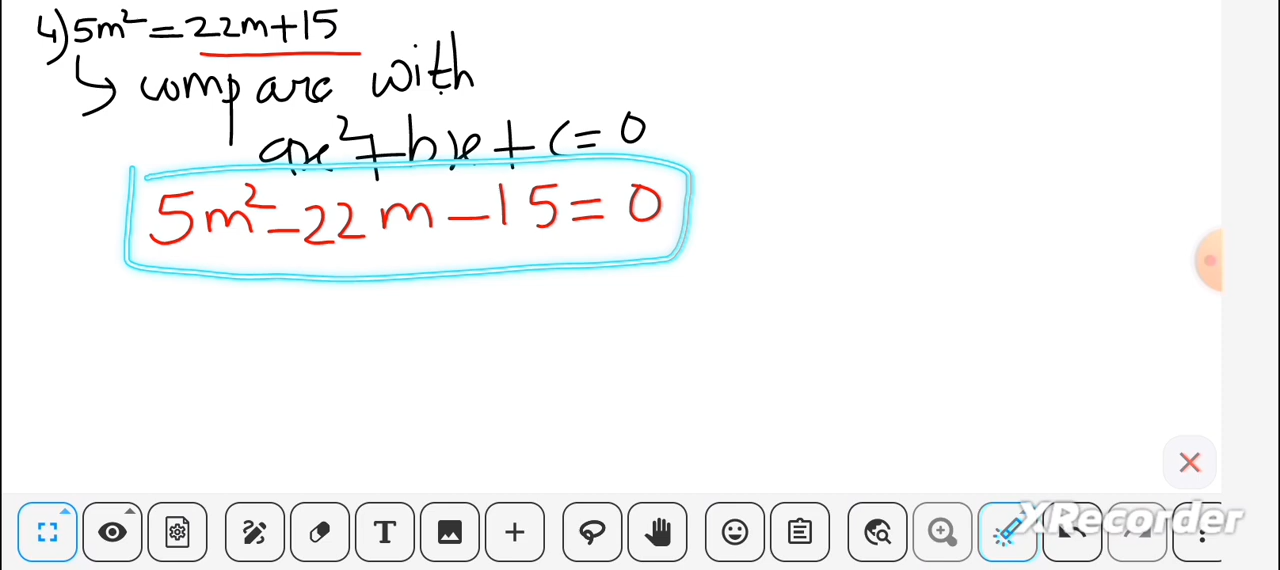 4) 5m² = 22m+15
↳ compare with
ax² + bx + c = 0
5m² - 22m - 15 = 0
XRecorder